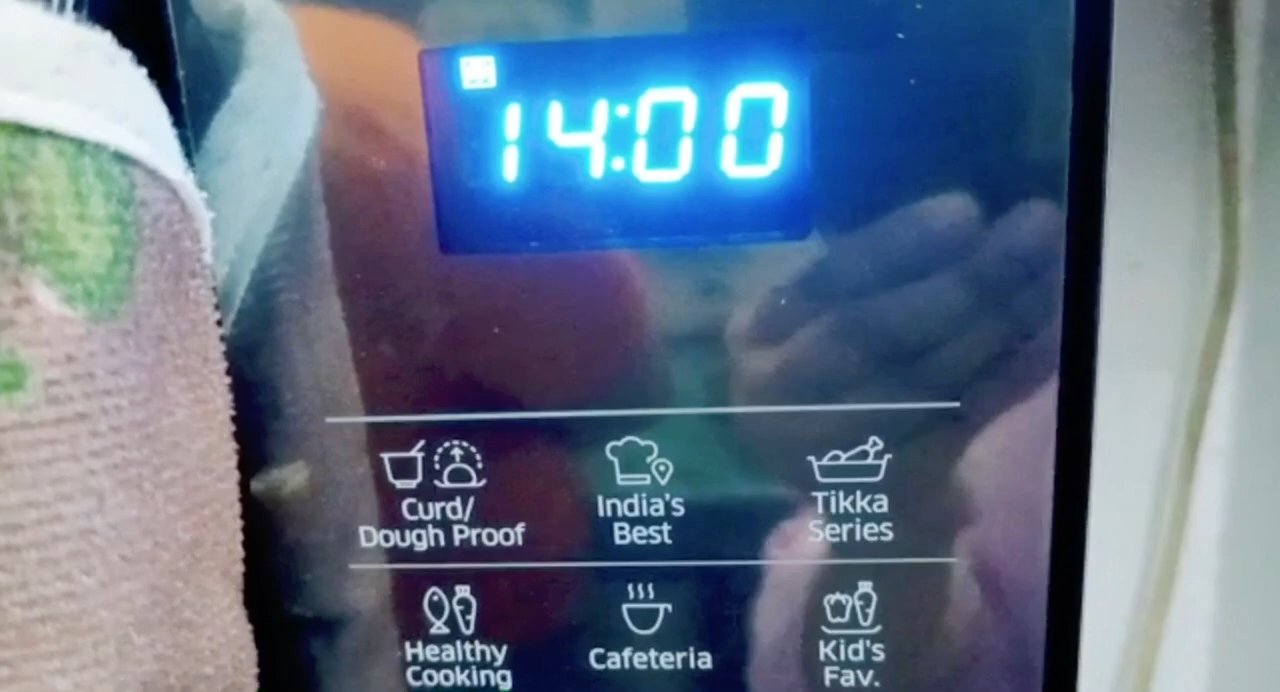 14:00
Curd/
Dough Proof
India's
Best
Tikka
Series
Healthy
Cooking
Cafeteria
Kid's
Fav.